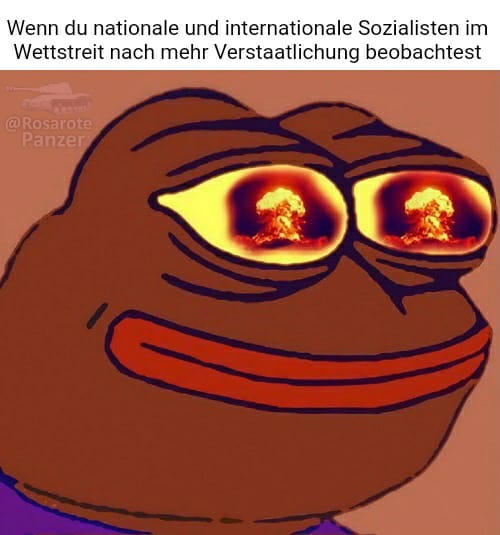 Wenn du nationale und internationale Sozialisten im
Wettstreit nach mehr Verstaatlichung beobachtest
@Rosarote
Panzer